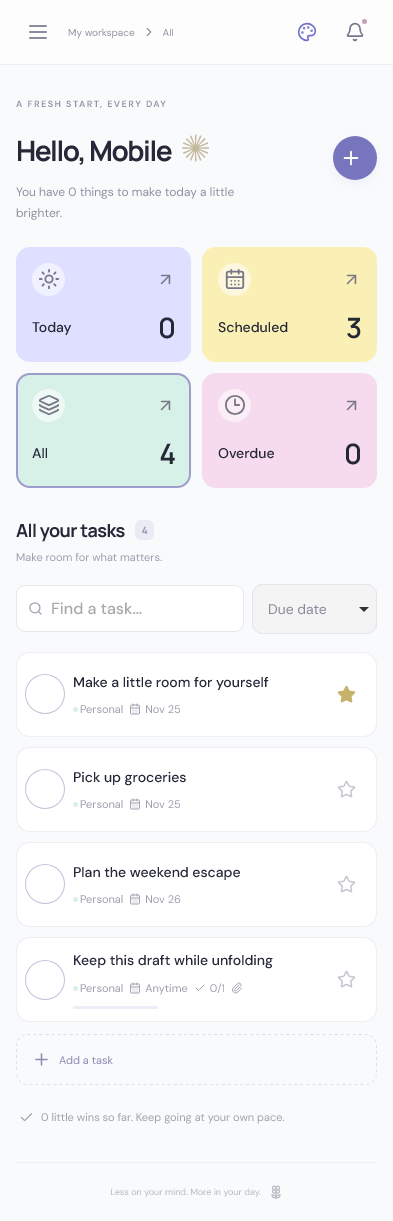 My workspace > All
A FRESH START, EVERY DAY
Hello, Mobile
You have 0 things to make today a little
brighter.
Today 0
Scheduled 3
All 4
Overdue 0
All your tasks 4
Make room for what matters.
Find a task...
Due date
Make a little room for yourself
Personal Nov 25
Pick up groceries
Personal Nov 25
Plan the weekend escape
Personal Nov 26
Keep this draft while unfolding
Personal Anytime 0/1
Add a task
0 little wins so far. Keep going at your own pace.
Less on your mind. More in your day.